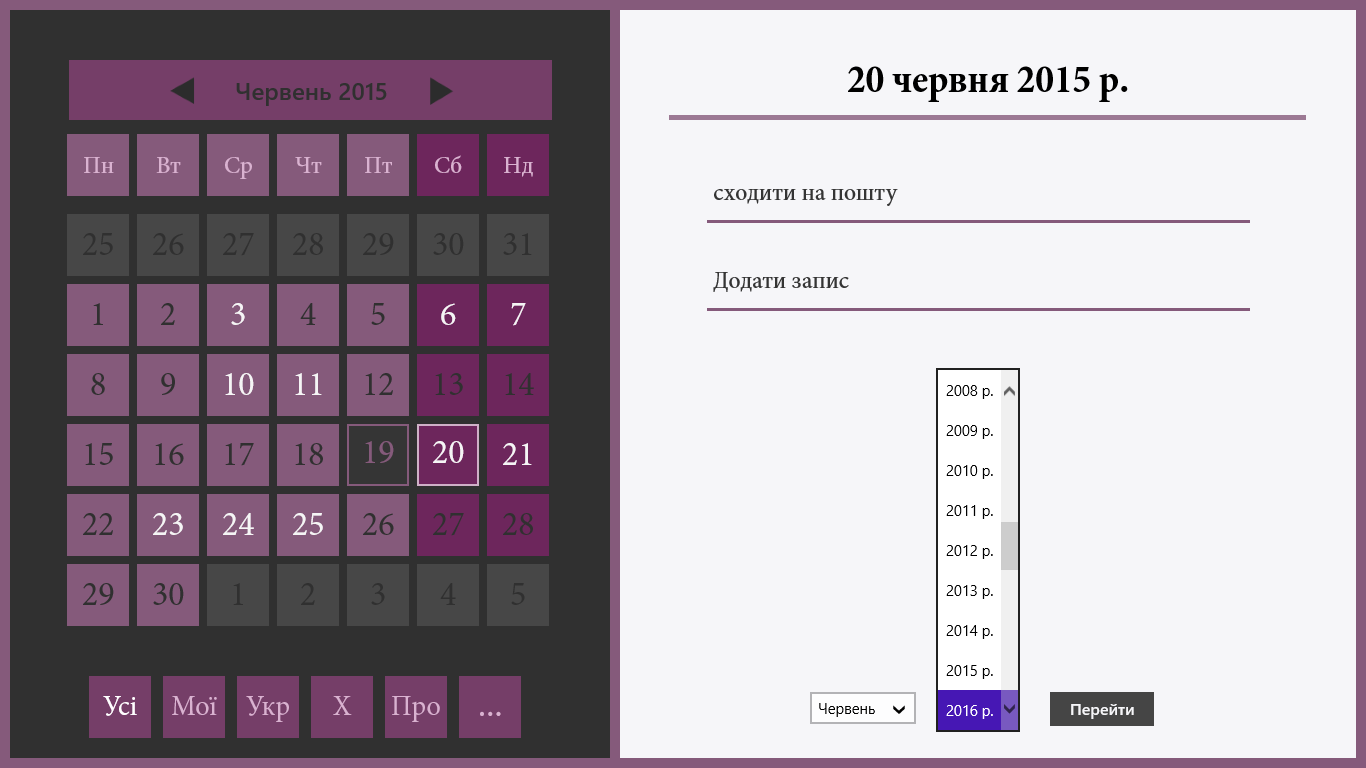 Червень 2015
Пн Вт Ср Чт Пт Сб Нд
25 26 27 28 29 30 31
1 2 3 4 5 6 7
8 9 10 11 12 13 14
15 16 17 18 19 20 21
22 23 24 25 26 27 28
29 30 1 2 3 4 5
Усі Мої Укр Х Про ...
20 червня 2015 р.
сходити на пошту
Додати запис
2008 р.
2009 р.
2010 р.
2011 р.
2012 р.
2013 р.
2014 р.
2015 р.
Червень 2016 р. Перейти